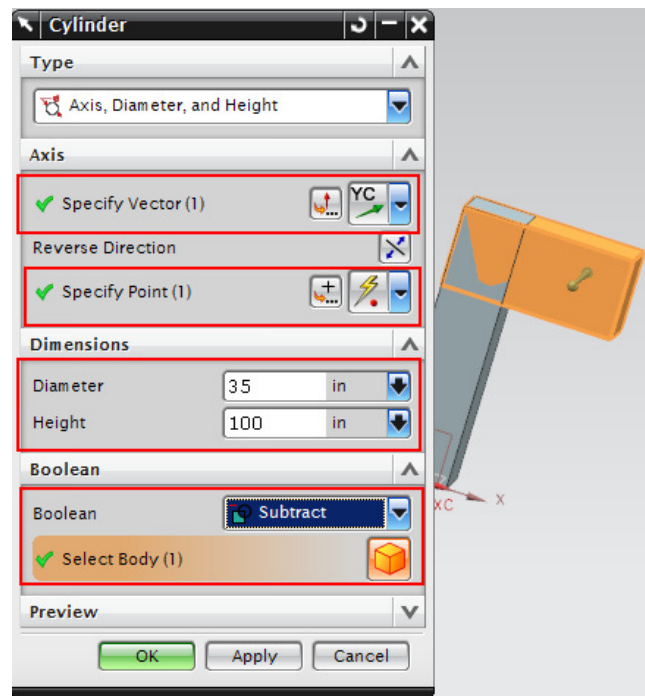 Cylinder
Type
Axis, Diameter, and Height
Axis
Specify Vector (1)
YC
Reverse Direction
Specify Point (1)
Dimensions
Diameter 35 in
Height 100 in
Boolean
Boolean Subtract
Select Body (1)
Preview
OK Apply Cancel
XC X